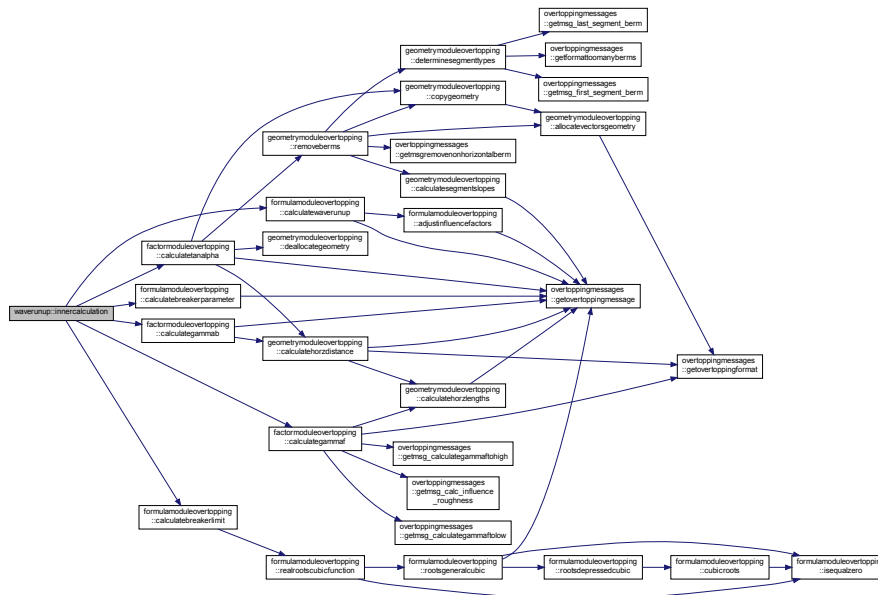 overtoppingmessages
::getmsg_last_segment_berm
geometrymoduleovertopping
::determinesegmenttypes
overtoppingmessages
::getformattoomanyberms
overtoppingmessages
::getmsg_first_segment_berm
geometrymoduleovertopping
::copygeometry
geometrymoduleovertopping
::allocatevectorsgeometry
geometrymoduleovertopping
::removeberms
overtoppingmessages
::getmsgremovenonhorizontalberm
geometrymoduleovertopping
::calculatesegmentslopes
formulamoduleovertopping
::calculatewaverunup
formulamoduleovertopping
::adjustinfluencefactors
geometrymoduleovertopping
::deallocategeometry
factormoduleovertopping
::calculatetanalpha
formulamoduleovertopping
::calculatebreakerparameter
overtoppingmessages
::getovertoppingmessage
waverunup::innercalculation
factormoduleovertopping
::calculategammab
geometrymoduleovertopping
::calculatehorzdistance
overtoppingmessages
::getovertoppingformat
geometrymoduleovertopping
::calculatehorzlengths
factormoduleovertopping
::calculategammaf
overtoppingmessages
::getmsg_calculategammaftohigh
overtoppingmessages
::getmsg_calc_influence
_roughness
formulamoduleovertopping
::calculatebreakerlimit
overtoppingmessages
::getmsg_calculategammaftolow
formulamoduleovertopping
::realrootscubicfunction
formulamoduleovertopping
::rootsgeneralcubic
formulamoduleovertopping
::rootsdepressedcubic
formulamoduleovertopping
::cubicroots
formulamoduleovertopping
::isequalzero